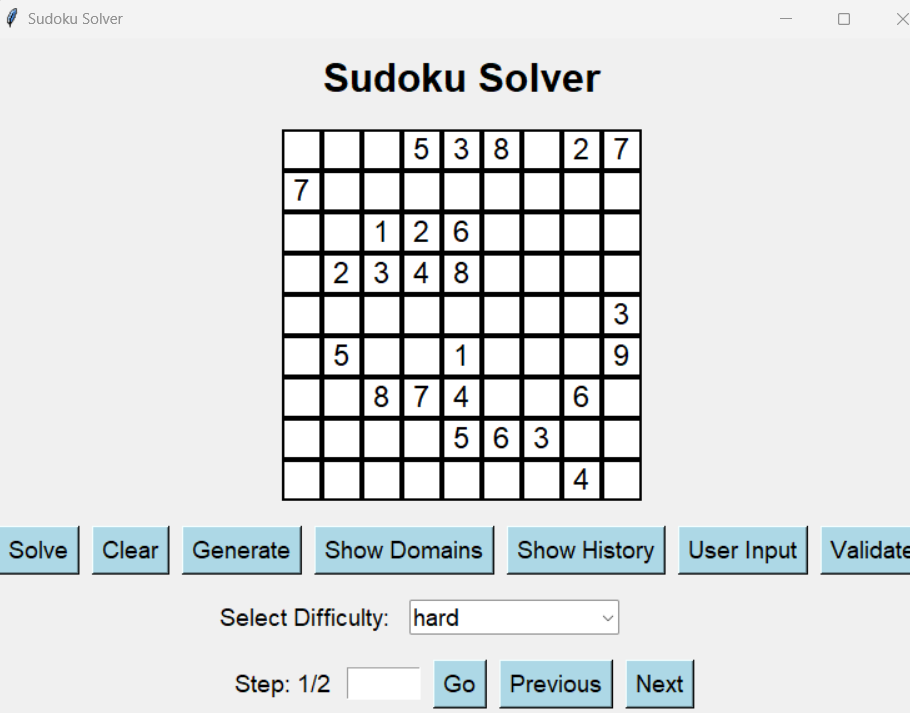 Sudoku Solver
Sudoku Solver
5 3 8 2 7
7
1 2 6
2 3 4 8
3
5 1 9
8 7 4 6
5 6 3
4
Solve Clear Generate Show Domains Show History User Input Validate
Select Difficulty: hard
Step: 1/2 Go Previous Next